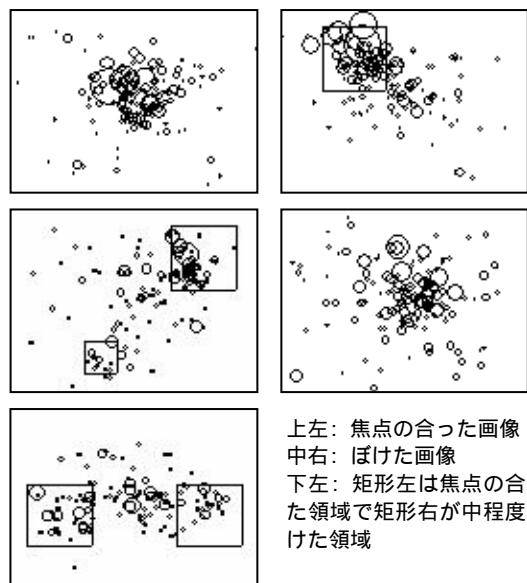 上左: 焦点の合った画像
中右: ぼけた画像
下左: 矩形左は焦点の合
た領域で矩形右が中程度
けた領域